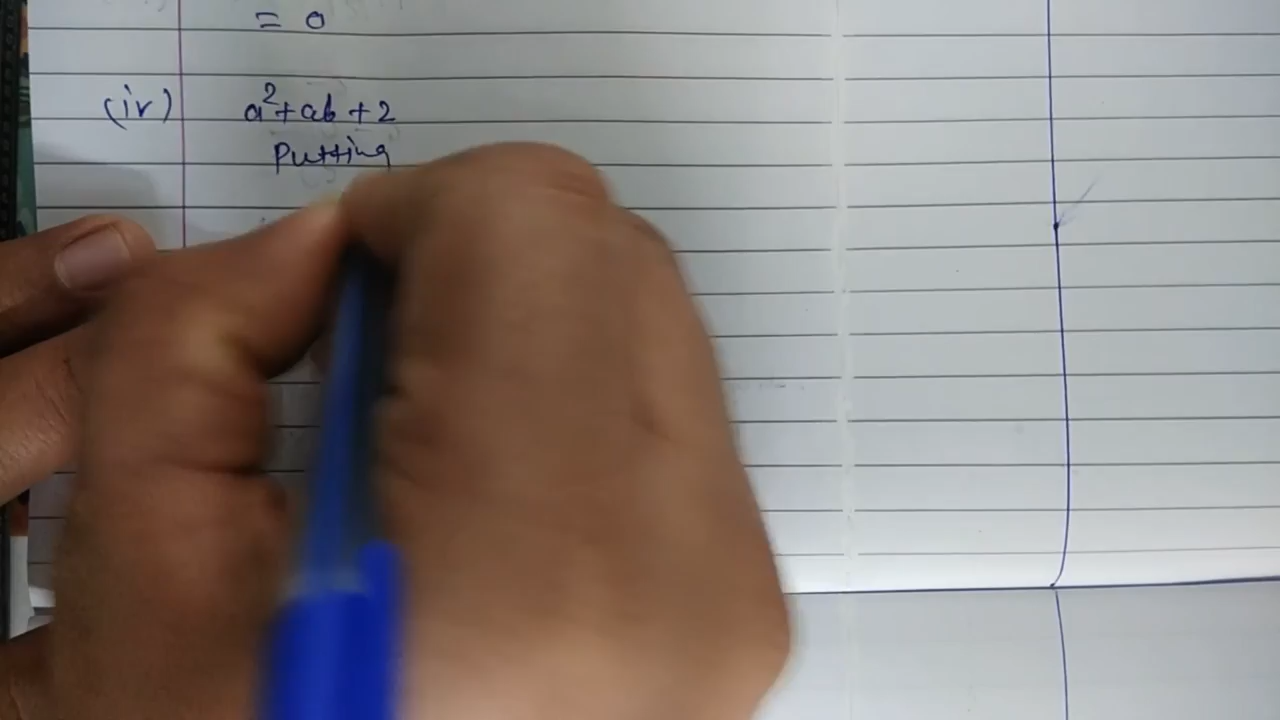 = 0
(iv) a²+ab+2
Putting